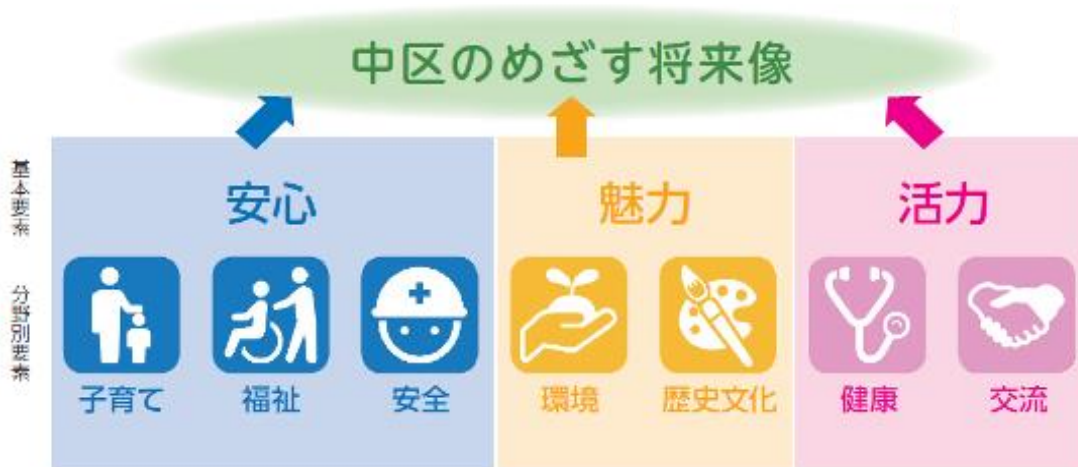 中区のめざす将来像
基本要素
安心
魅力
活力
分野別要素
子育て
福祉
安全
環境
歴史文化
健康
交流